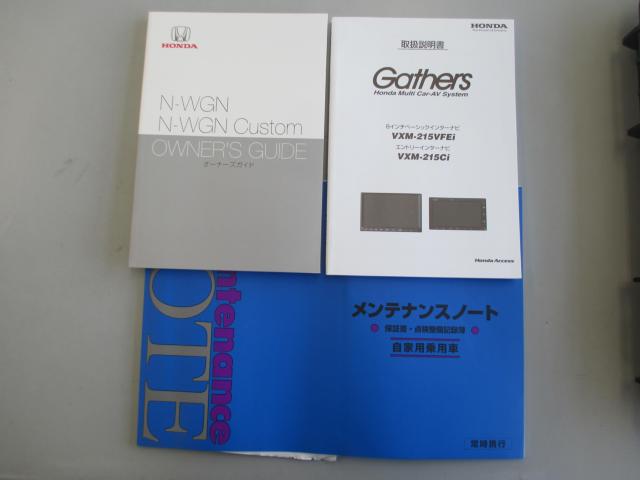 HONDA
N-WGN
N-WGN Custom
OWNER'S GUIDE
オーナーズガイド
HONDA
取扱説明書
Gathers
Honda Multi Car-AV System
8インチベーシックインターナビ
VXM-215VFEi
エントリーインターナビ
VXM-215Ci
Honda Access
Maintenance
NOTE
メンテナンスノート
保証書・点検整備記録簿
自家用乗用車
常時携行